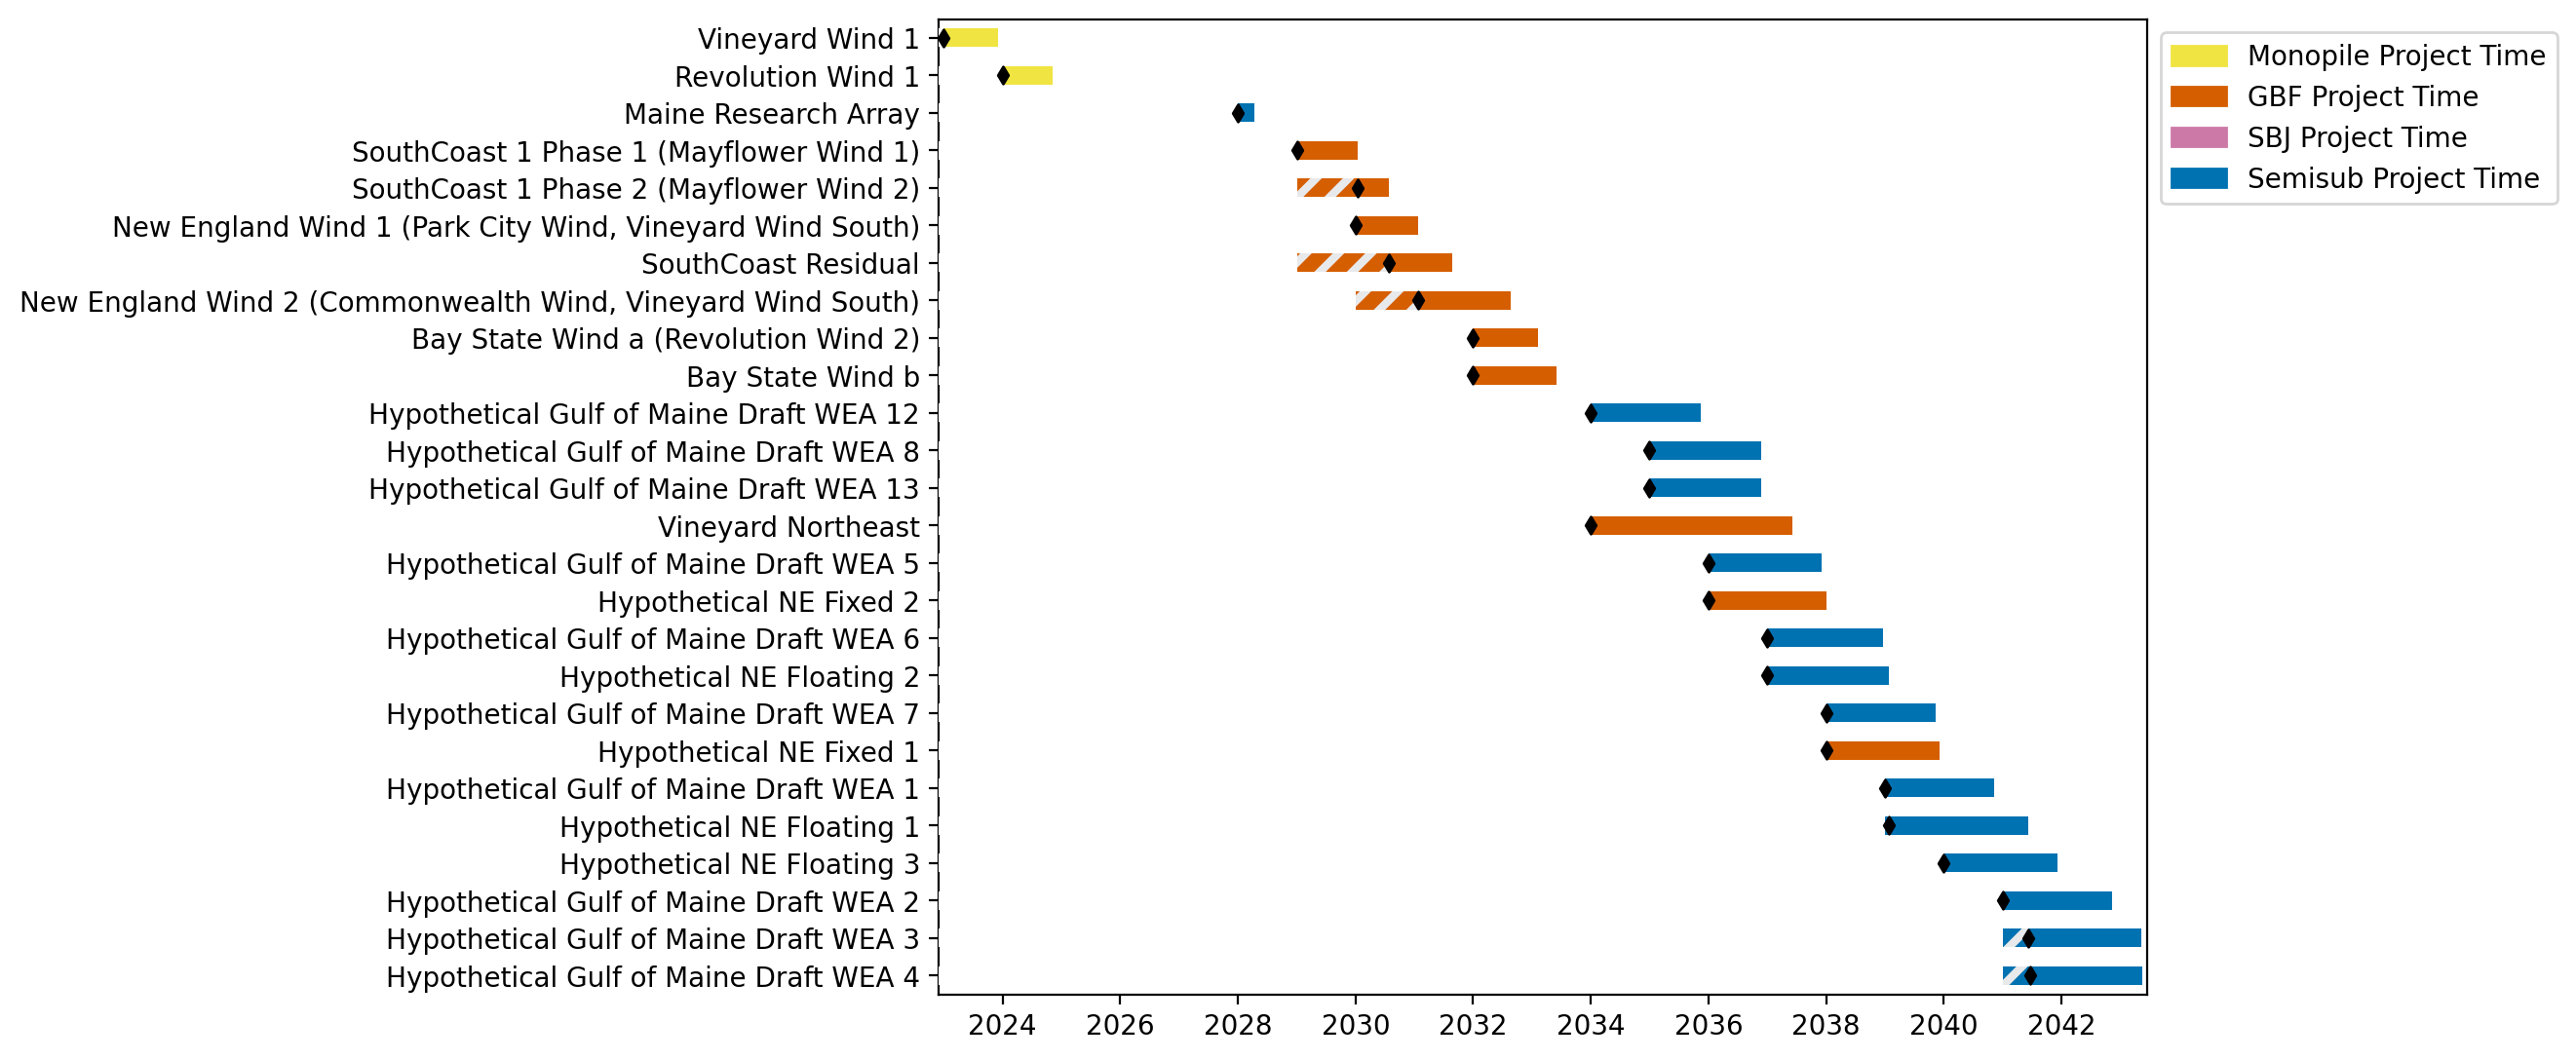 Vineyard Wind 1
Revolution Wind 1
Maine Research Array
SouthCoast 1 Phase 1 (Mayflower Wind 1)
SouthCoast 1 Phase 2 (Mayflower Wind 2)
New England Wind 1 (Park City Wind, Vineyard Wind South)
SouthCoast Residual
New England Wind 2 (Commonwealth Wind, Vineyard Wind South)
Bay State Wind a (Revolution Wind 2)
Bay State Wind b
Hypothetical Gulf of Maine Draft WEA 12
Hypothetical Gulf of Maine Draft WEA 8
Hypothetical Gulf of Maine Draft WEA 13
Vineyard Northeast
Hypothetical Gulf of Maine Draft WEA 5
Hypothetical NE Fixed 2
Hypothetical Gulf of Maine Draft WEA 6
Hypothetical NE Floating 2
Hypothetical Gulf of Maine Draft WEA 7
Hypothetical NE Fixed 1
Hypothetical Gulf of Maine Draft WEA 1
Hypothetical NE Floating 1
Hypothetical NE Floating 3
Hypothetical Gulf of Maine Draft WEA 2
Hypothetical Gulf of Maine Draft WEA 3
Hypothetical Gulf of Maine Draft WEA 4
2024 2026 2028 2030 2032 2034 2036 2038 2040 2042
Monopile Project Time
GBF Project Time
SBJ Project Time
Semisub Project Time